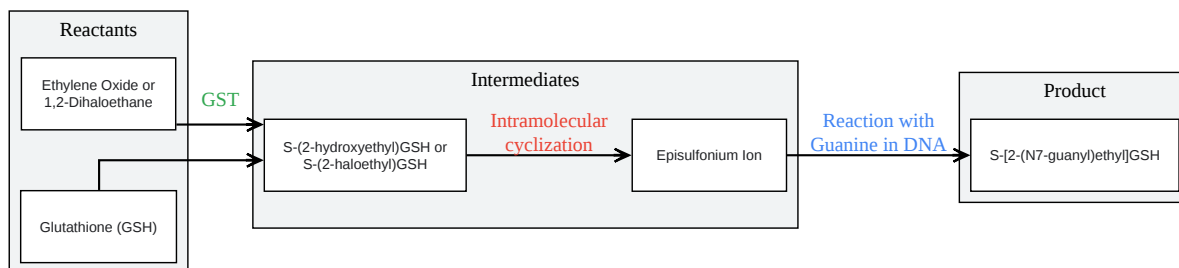 Reactants
Ethylene Oxide or
1,2-Dihaloethane
Glutathione (GSH)
GST
Intermediates
S-(2-hydroxyethyl)GSH or
S-(2-haloethyl)GSH
Intramolecular
cyclization
Episulfonium Ion
Reaction with
Guanine in DNA
Product
S-[2-(N7-guanyl)ethyl]GSH